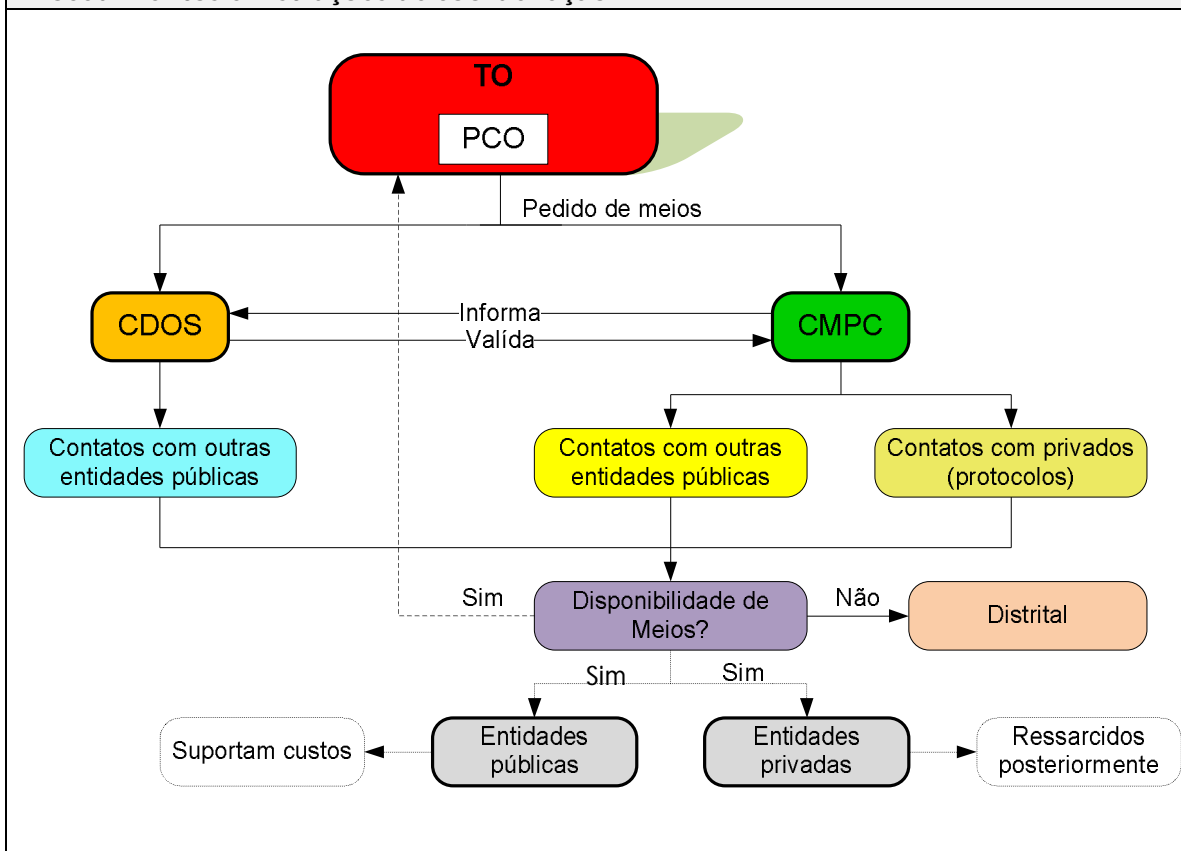 TO
PCO
Pedido de meios
CDOS
Informa
Valída
CMPC
Contatos com outras
entidades públicas
Contatos com outras
entidades públicas
Contatos com privados
(protocolos)
Sim
Disponibilidade de
Meios?
Não
Distrital
Sim
Sim
Suportam custos
Entidades
públicas
Entidades
privadas
Ressarcidos
posteriormente